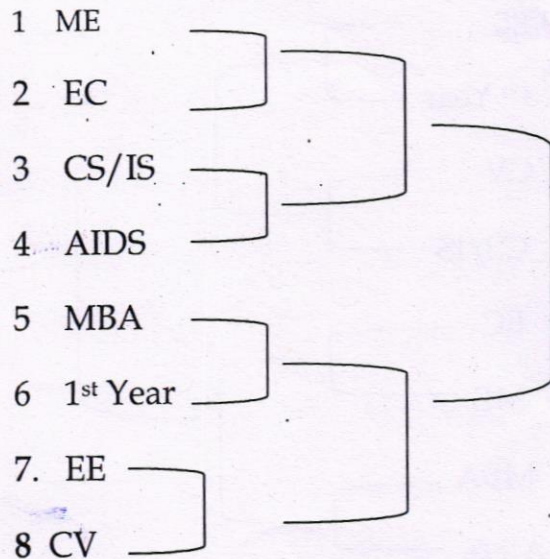 1 ME
2 EC
3 CS/IS
4 AIDS
5 MBA
6 1st Year
7. EE
8 CV